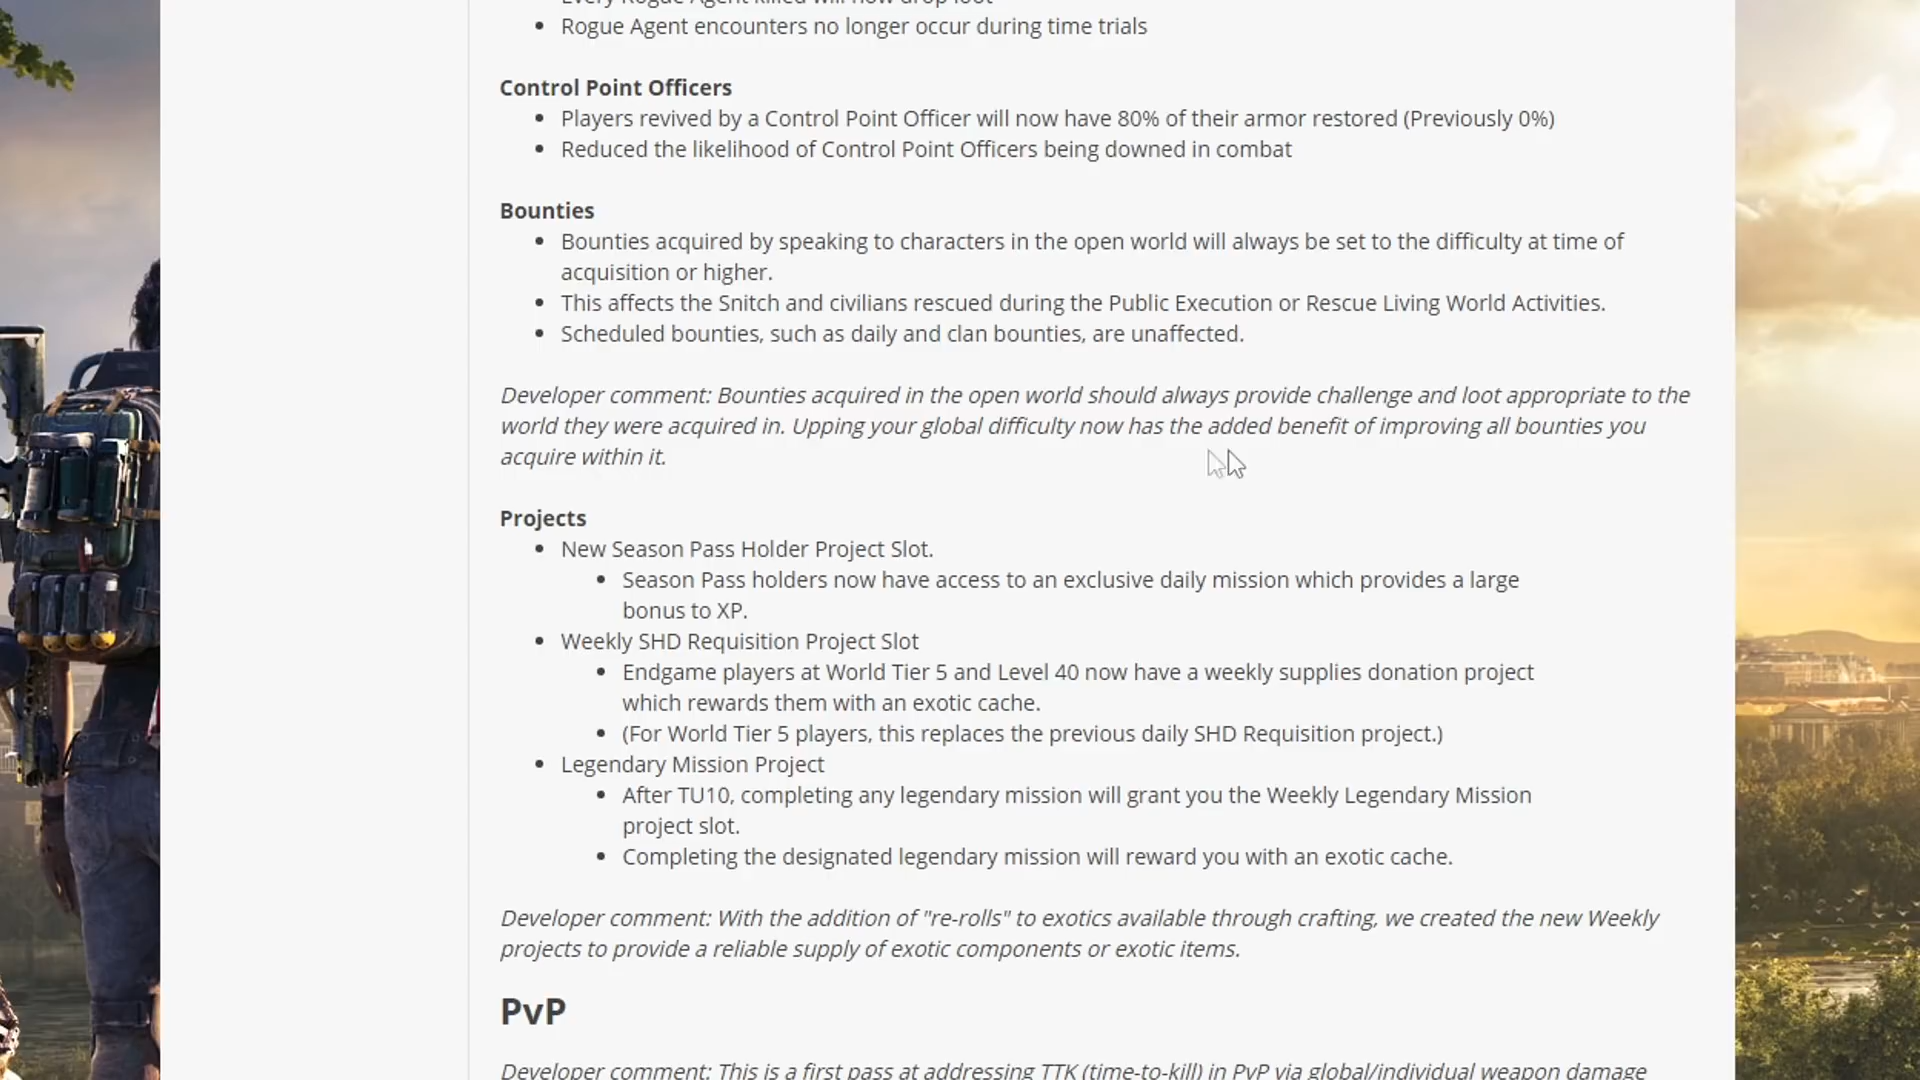 Every Rogue Agent killed will now drop loot
Rogue Agent encounters no longer occur during time trials
Control Point Officers
Players revived by a Control Point Officer will now have 80% of their armor restored (Previously 0%)
Reduced the likelihood of Control Point Officers being downed in combat
Bounties
Bounties acquired by speaking to characters in the open world will always be set to the difficulty at time of
acquisition or higher.
This affects the Snitch and civilians rescued during the Public Execution or Rescue Living World Activities.
Scheduled bounties, such as daily and clan bounties, are unaffected.
Developer comment: Bounties acquired in the open world should always provide challenge and loot appropriate to the
world they were acquired in. Upping your global difficulty now has the added benefit of improving all bounties you
acquire within it.
Projects
New Season Pass Holder Project Slot.
Season Pass holders now have access to an exclusive daily mission which provides a large
bonus to XP.
Weekly SHD Requisition Project Slot
Endgame players at World Tier 5 and Level 40 now have a weekly supplies donation project
which rewards them with an exotic cache.
(For World Tier 5 players, this replaces the previous daily SHD Requisition project.)
Legendary Mission Project
After TU10, completing any legendary mission will grant you the Weekly Legendary Mission
project slot.
Completing the designated legendary mission will reward you with an exotic cache.
Developer comment: With the addition of "re-rolls" to exotics available through crafting, we created the new Weekly
projects to provide a reliable supply of exotic components or exotic items.
PvP
Developer comment: This is a first pass at addressing TTK (time-to-kill) in PvP via global/individual weapon damage